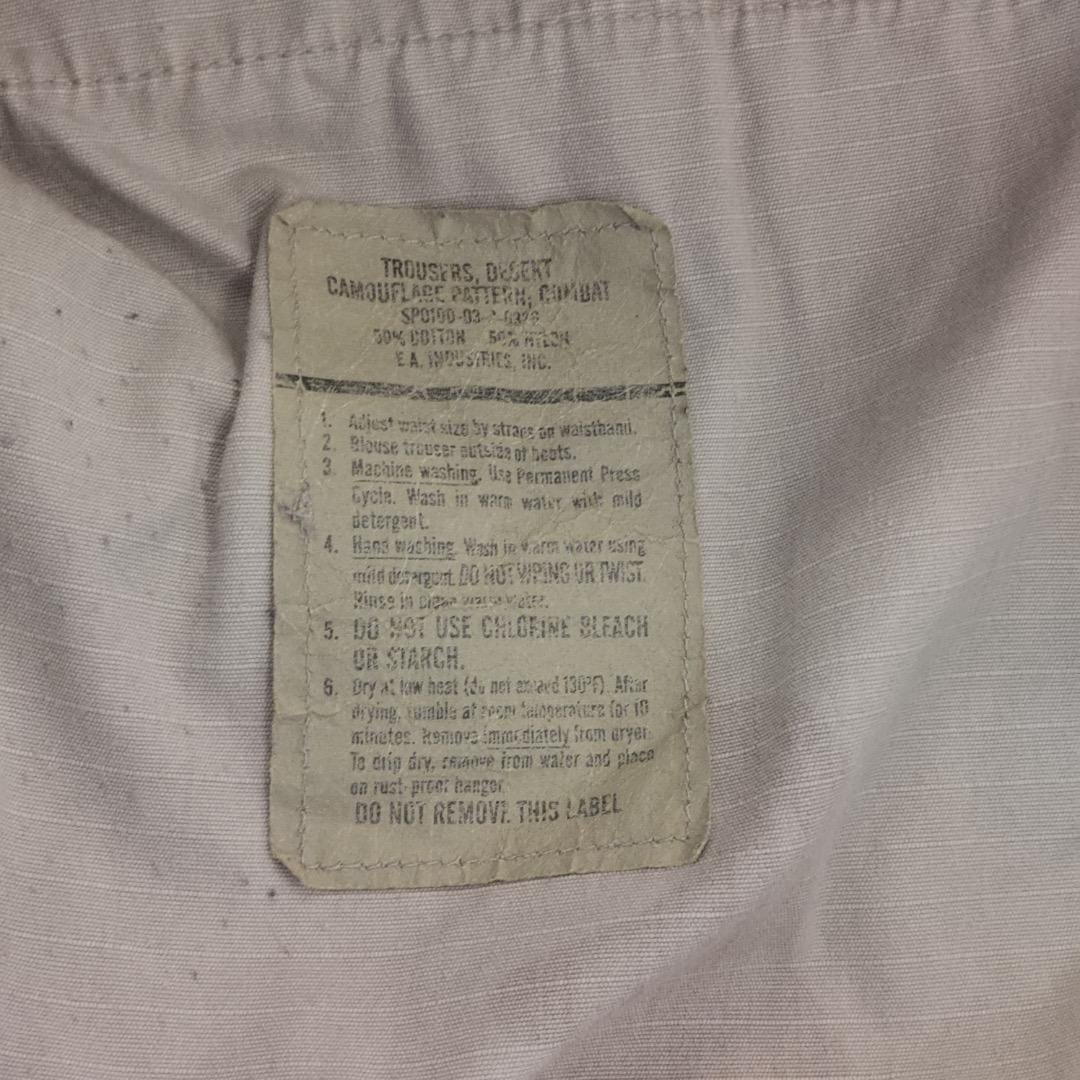 TROUSERS, DESERT
CAMOUFLAGE PATTERN, COMBAT
50% COTTON 50% NYLON
E.A. INDUSTRIES, INC.
1. Adjust waist size by straps on waistband.
2. Blouse trouser outside of boots.
3. Machine washing. Use Permanent Press
Cycle. Wash in warm water with mild
detergent.
4. Hand washing. Wash in warm water using
mild detergent. DO NOT WRING OR TWIST.
Rinse in clean warm water.
5. DO NOT USE CHLORINE BLEACH
OR STARCH.
6. Dry at low heat (do not exceed 130°F). After
drying, tumble at room temperature for 10
minutes. Remove immediately from dryer.
To drip dry, remove from water and place
on rust-proof hanger.
DO NOT REMOVE THIS LABEL